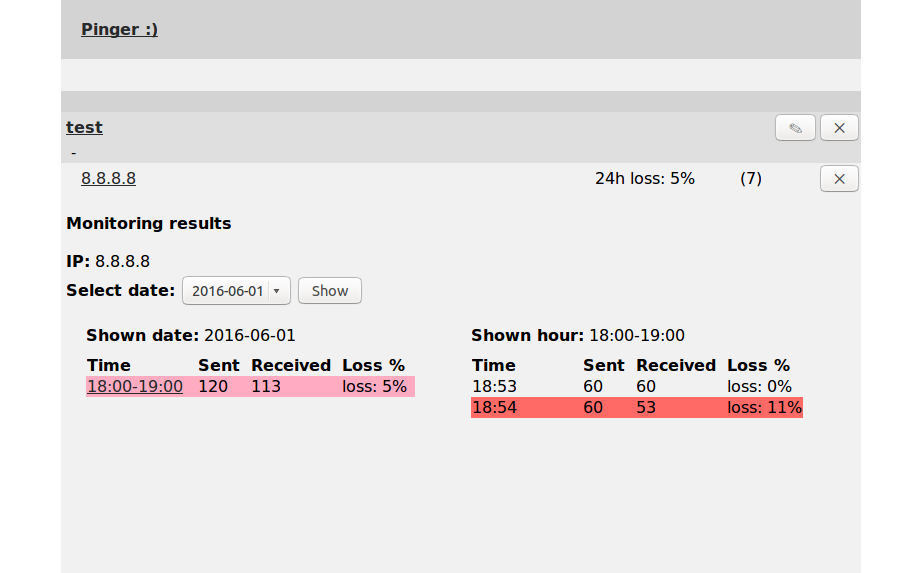 Pinger :)
test
-
8.8.8.8 24h loss: 5% (7)
Monitoring results
IP: 8.8.8.8
Select date: 2016-06-01 Show
Shown date: 2016-06-01
Time Sent Received Loss %
18:00-19:00 120 113 loss: 5%
Shown hour: 18:00-19:00
Time Sent Received Loss %
18:53 60 60 loss: 0%
18:54 60 53 loss: 11%